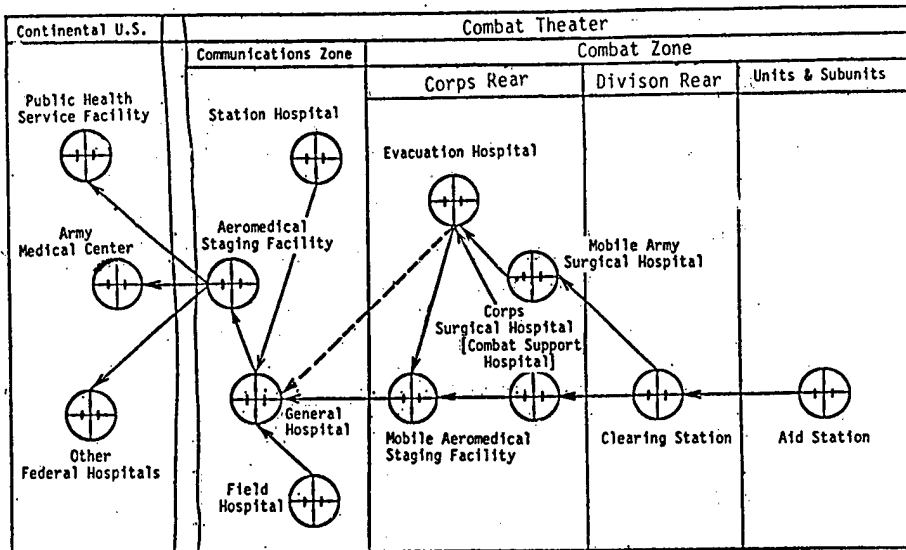 Continental U.S.
Combat Theater
Communications Zone
Combat Zone
Corps Rear
Divison Rear
Units & Subunits
Public Health
Service Facility
Station Hospital
Evacuation Hospital
Army
Medical Center
Aeromedical
Staging Facility
Mobile Army
Surgical Hospital
Corps
Surgical Hospital
[Combat Support
Hospital]
General
Hospital
Mobile Aeromedical
Staging Facility
Clearing Station
Aid Station
Other
Federal Hospitals
Field
Hospital